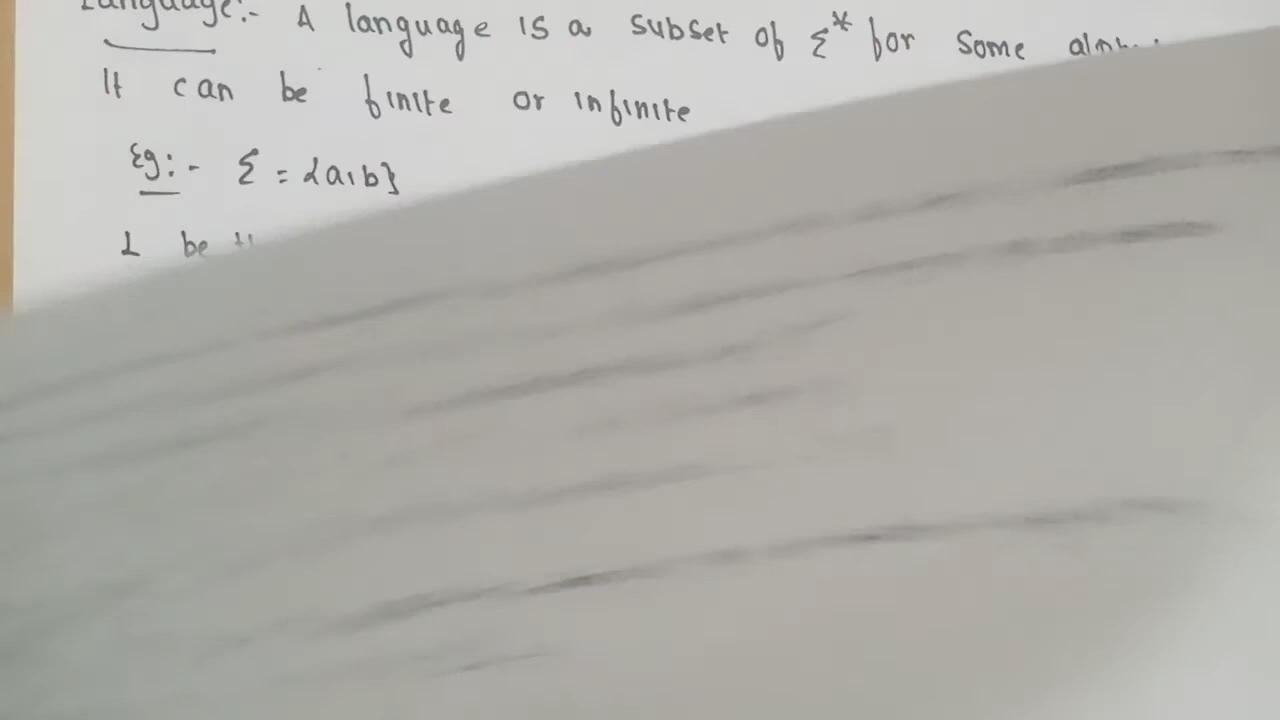 Language:- A language is a subset of Σ* for some
It can be finite or infinite
Eg:- Σ = {a,b}
L be